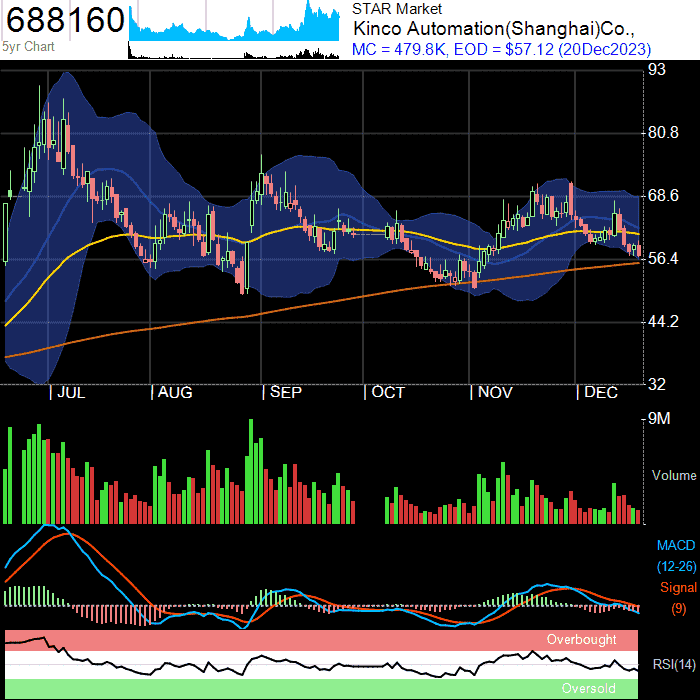 688160
5yr Chart
STAR Market
Kinco Automation(Shanghai)Co.,
MC = 479.8K, EOD = $57.12 (20Dec2023)
93
80.8
68.6
56.4
44.2
32
| JUL | AUG | SEP | OCT | NOV | DEC
9M
Volume
MACD
(12-26)
Signal
(9)
Overbought
RSI(14)
Oversold